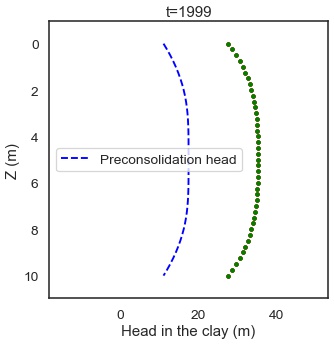 t=1999
0
2
4
6
8
10
Z (m)
Preconsolidation head
0 20 40
Head in the clay (m)